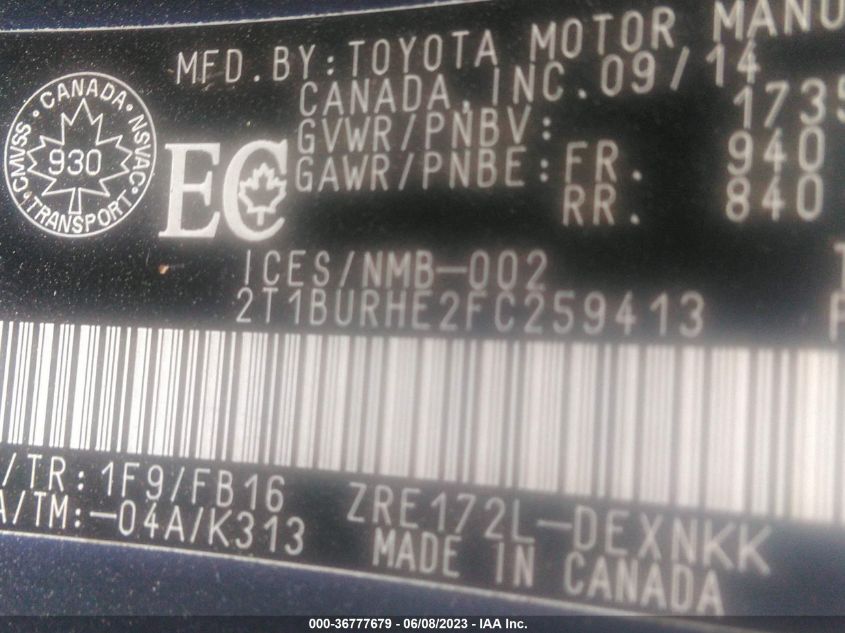 MFD.BY:TOYOTA MOTOR MANU
CANADA,INC.09/14
GVWR/PNBV: 1735
GAWR/PNBE:FR. 940
RR. 840
CANADA
CMVSS NSVAC
930
TRANSPORT
EC
ICES/NMB-002
2T1BURHE2FC259413
/TR:1F9/FB16 ZRE172L-DEXNKK
A/TM:-04A/K313 MADE IN CANADA
000-36777679 - 06/08/2023 - IAA Inc.